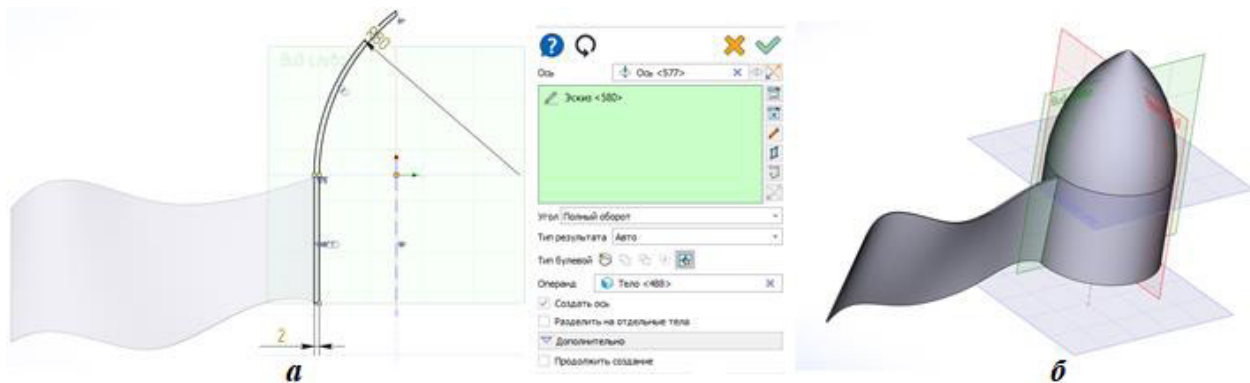 80
2
а
Ось
Ось <577>
Эскиз <580>
Угол Полный оборот
Тип результата Авто
Тип булевой
Операнд Тело <488>
Создать ось
Разделить на отдельные тела
Дополнительно
Продолжить создание
б